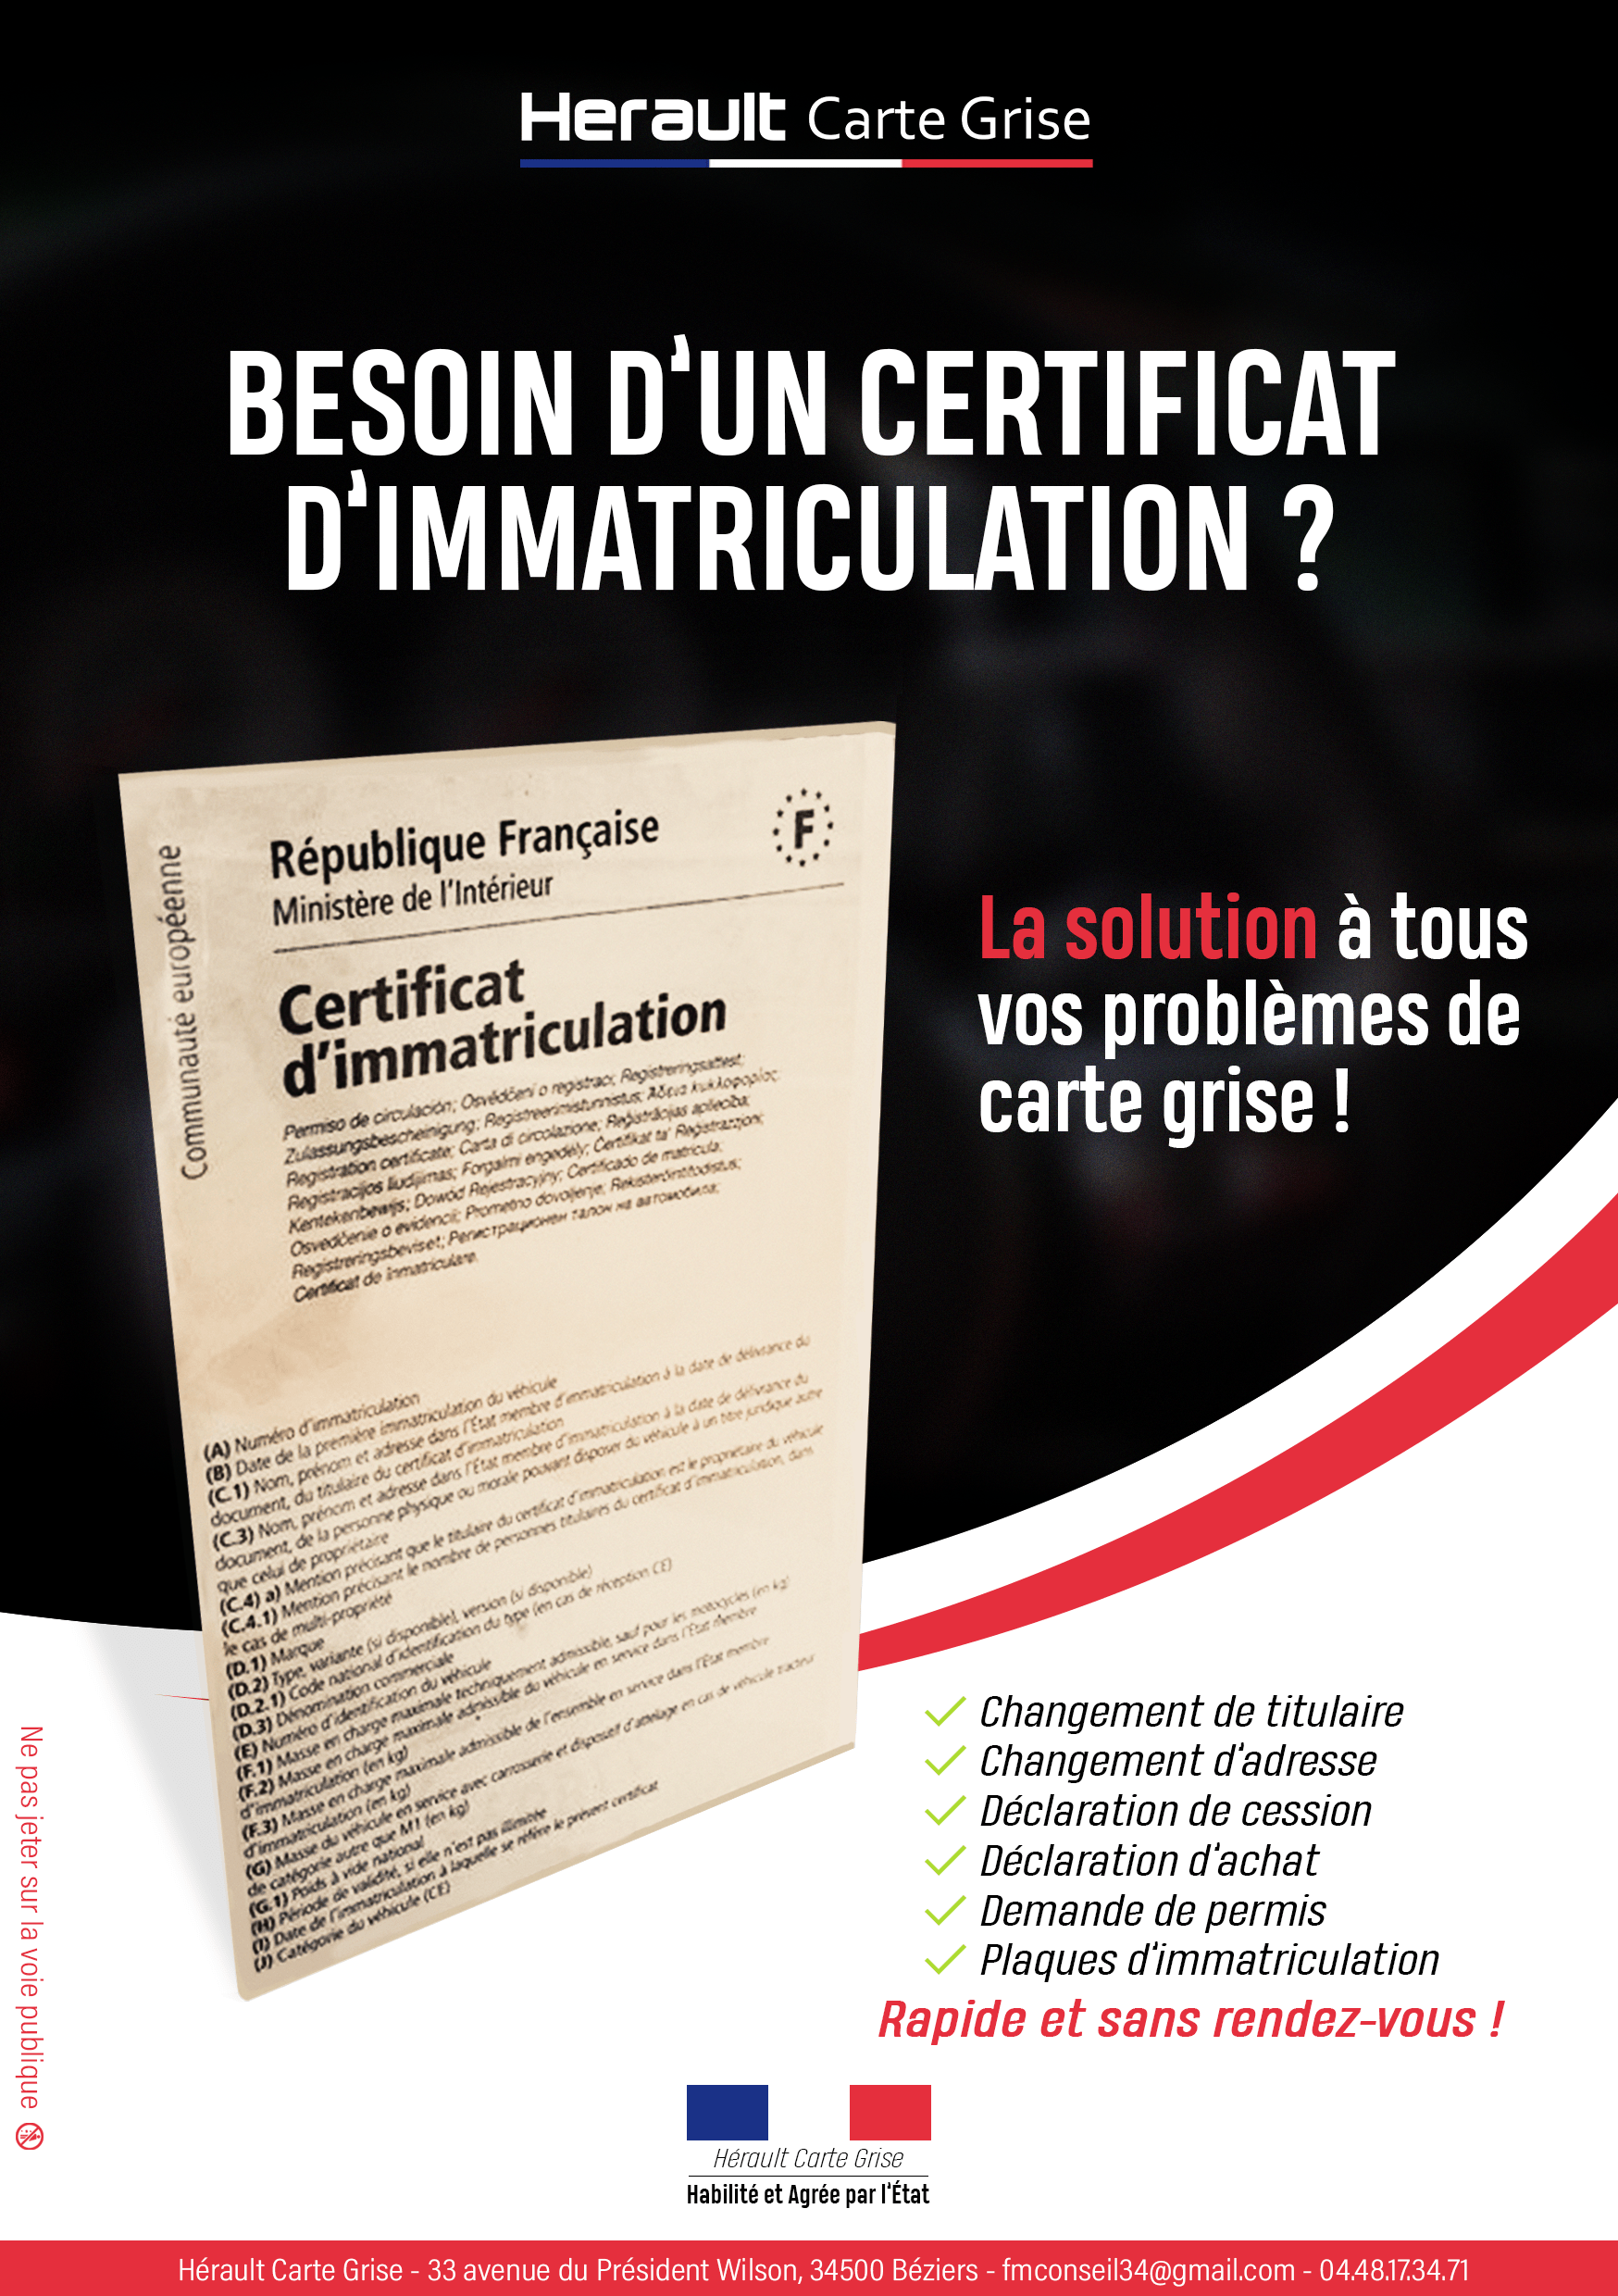 Herault Carte Grise
BESOIN D'UN CERTIFICAT
D'IMMATRICULATION ?
Communauté européenne
République Française
Ministère de l'Intérieur
F
Certificat
d'immatriculation
Permiso de circulación; Osvědčení o registraci; Registreringsattest;
Zulassungsbescheinigung; Registreerimistunnistus; Άδεια κυκλοφορίας;
Registration certificate; Carta di circolazione; Reģistrācijas apliecība;
Registracijos liudijimas; Forgalmi engedély; Ċertifikat ta' Reġistrazzjoni;
Kentekenbewijs; Dowód Rejestracyjny; Certificado de matrícula;
Osvedčenie o evidencii; Prometno dovoljenje; Rekisteröintitodistus;
Registreringsbeviset; Регистрационен талон на автомобила;
Certificat de înmatriculare.
(A) Numéro d'immatriculation
(B) Date de la première immatriculation du véhicule
(C.1) Nom, prénom et adresse dans l'État membre d'immatriculation à la date de délivrance du
document, du titulaire du certificat d'immatriculation
(C.3) Nom, prénom et adresse dans l'État membre d'immatriculation à la date de délivrance du
document, de la personne physique ou morale pouvant disposer du véhicule à un titre juridique autre
que celui de propriétaire
(C.4) a) Mention précisant que le titulaire du certificat d'immatriculation est le propriétaire du véhicule
(C.4.1) Mention précisant le nombre de personnes titulaires du certificat d'immatriculation, dans
le cas de multi-propriété
(D.1) Marque
(D.2) Type, variante (si disponible), version (si disponible)
(D.2.1) Code national d'identification du type (en cas de réception CE)
(D.3) Dénomination commerciale
(E) Numéro d'identification du véhicule
(F.1) Masse en charge maximale techniquement admissible, sauf pour les motocycles (en kg)
(F.2) Masse en charge maximale admissible du véhicule en service dans l'État membre
d'immatriculation (en kg)
(F.3) Masse en charge maximale admissible de l'ensemble en service dans l'État membre
d'immatriculation (en kg)
(G) Masse du véhicule en service avec carrosserie et dispositif d'attelage en cas de véhicule tracteur
de catégorie autre que M1 (en kg)
(G.1) Poids à vide national
(H) Période de validité, si elle n'est pas illimitée
(I) Date de l'immatriculation à laquelle se réfère le présent certificat
(J) Catégorie du véhicule (CE)
La solution à tous
vos problèmes de
carte grise !
Changement de titulaire
Changement d'adresse
Déclaration de cession
Déclaration d'achat
Demande de permis
Plaques d'immatriculation
Rapide et sans rendez-vous !
Ne pas jeter sur la voie publique
Hérault Carte Grise
Habilité et Agrée par l'État
Hérault Carte Grise - 33 avenue du Président Wilson, 34500 Béziers - fmconseil34@gmail.com - 04.48.17.34.71